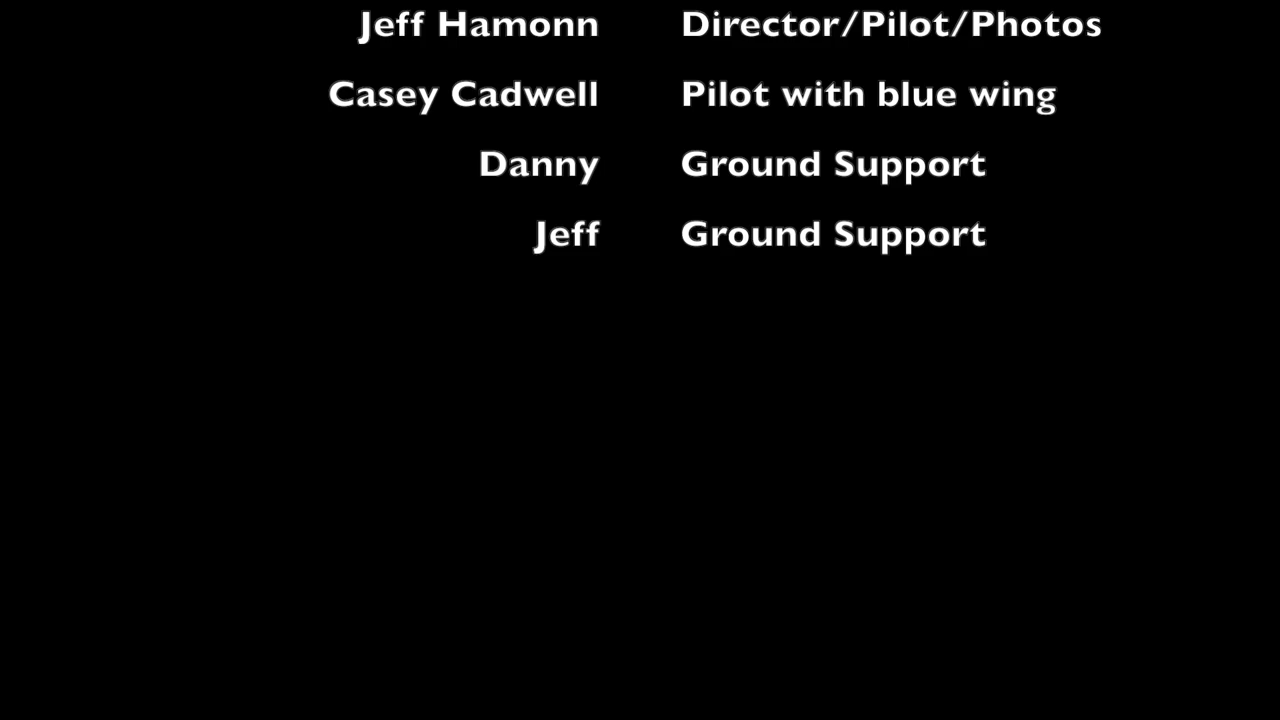 Jeff Hamonn Director/Pilot/Photos
Casey Cadwell Pilot with blue wing
Danny Ground Support
Jeff Ground Support